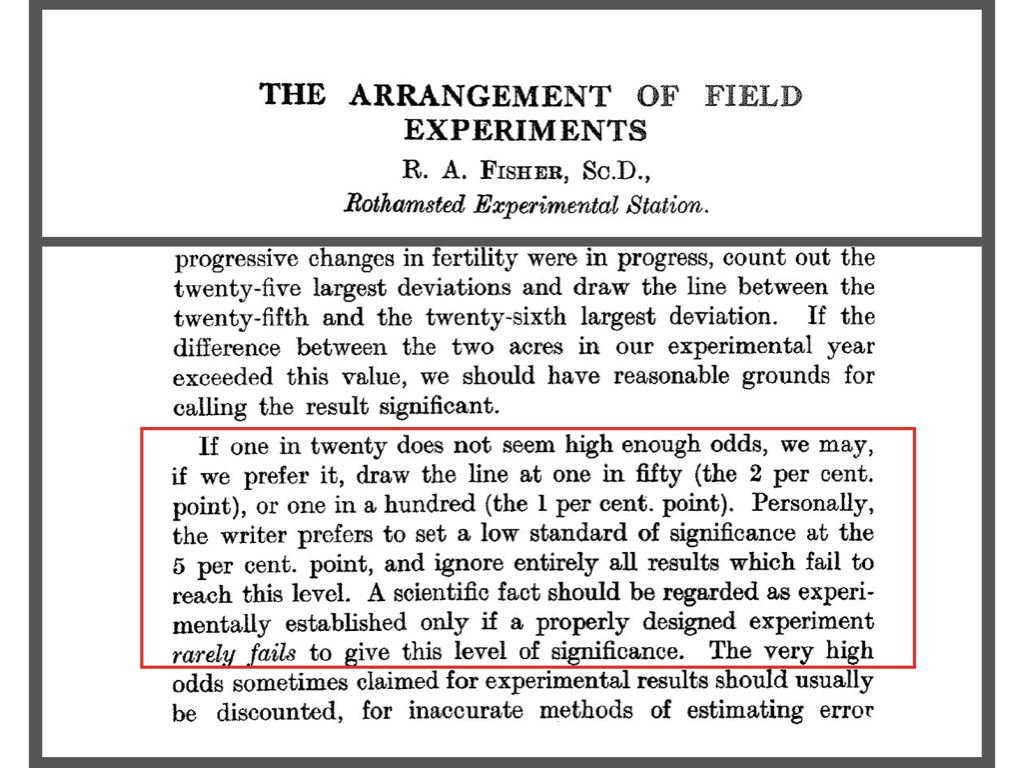 THE ARRANGEMENT OF FIELD
EXPERIMENTS
R. A. FISHER, SC.D.,
Rothamsted Experimental Station.
progressive changes in fertility were in progress, count out the
twenty-five largest deviations and draw the line between the
twenty-fifth and the twenty-sixth largest deviation. If the
difference between the two acres in our experimental year
exceeded this value, we should have reasonable grounds for
calling the result significant.
If one in twenty does not seem high enough odds, we may,
if we prefer it, draw the line at one in fifty (the 2 per cent.
point), or one in a hundred (the 1 per cent. point). Personally,
the writer prefers to set a low standard of significance at the
5 per cent. point, and ignore entirely all results which fail to
reach this level. A scientific fact should be regarded as experi-
mentally established only if a properly designed experiment
rarely fails to give this level of significance. The very high
odds sometimes claimed for experimental results should usually
be discounted, for inaccurate methods of estimating error